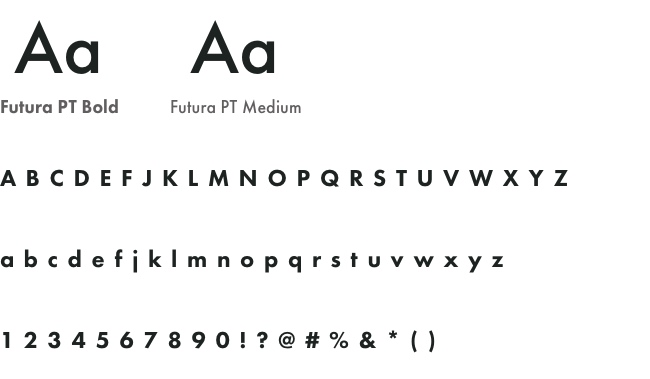 Aa Aa
Futura PT Bold Futura PT Medium
A B C D E F J K L M N O P Q R S T U V W X Y Z
a b c d e f j k l m n o p q r s t u v w x y z
1 2 3 4 5 6 7 8 9 0 ! ? @ # % & * ( )